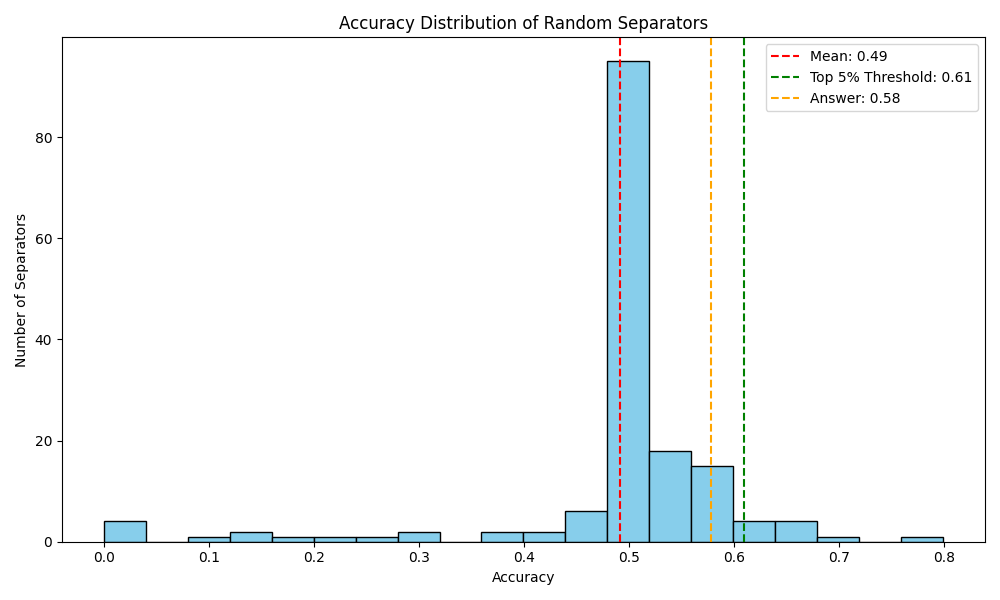 Accuracy Distribution of Random Separators
Mean: 0.49
Top 5% Threshold: 0.61
Answer: 0.58
Number of Separators
80
60
40
20
0
0.0 0.1 0.2 0.3 0.4 0.5 0.6 0.7 0.8
Accuracy